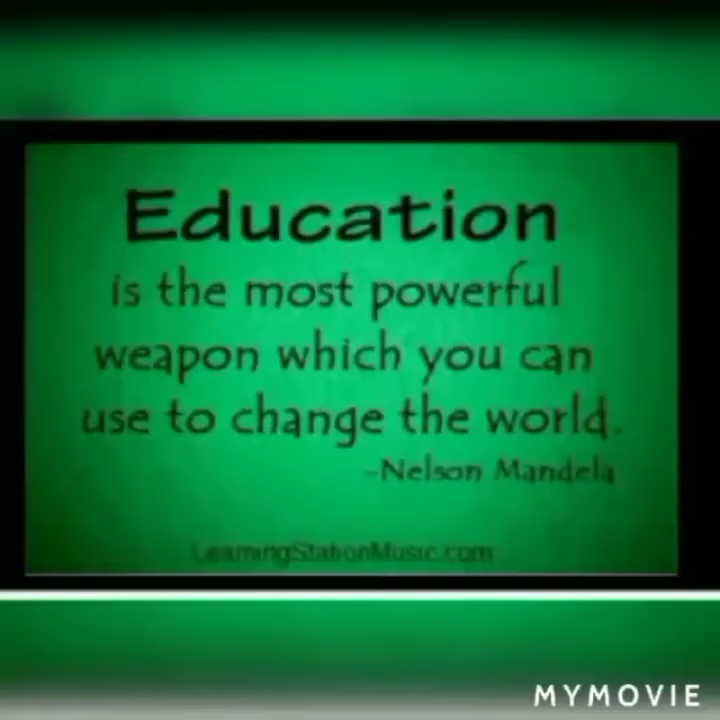 Education
is the most powerful
weapon which you can
use to change the world.
-Nelson Mandela
LearningStationMusic.com
MYMOVIE